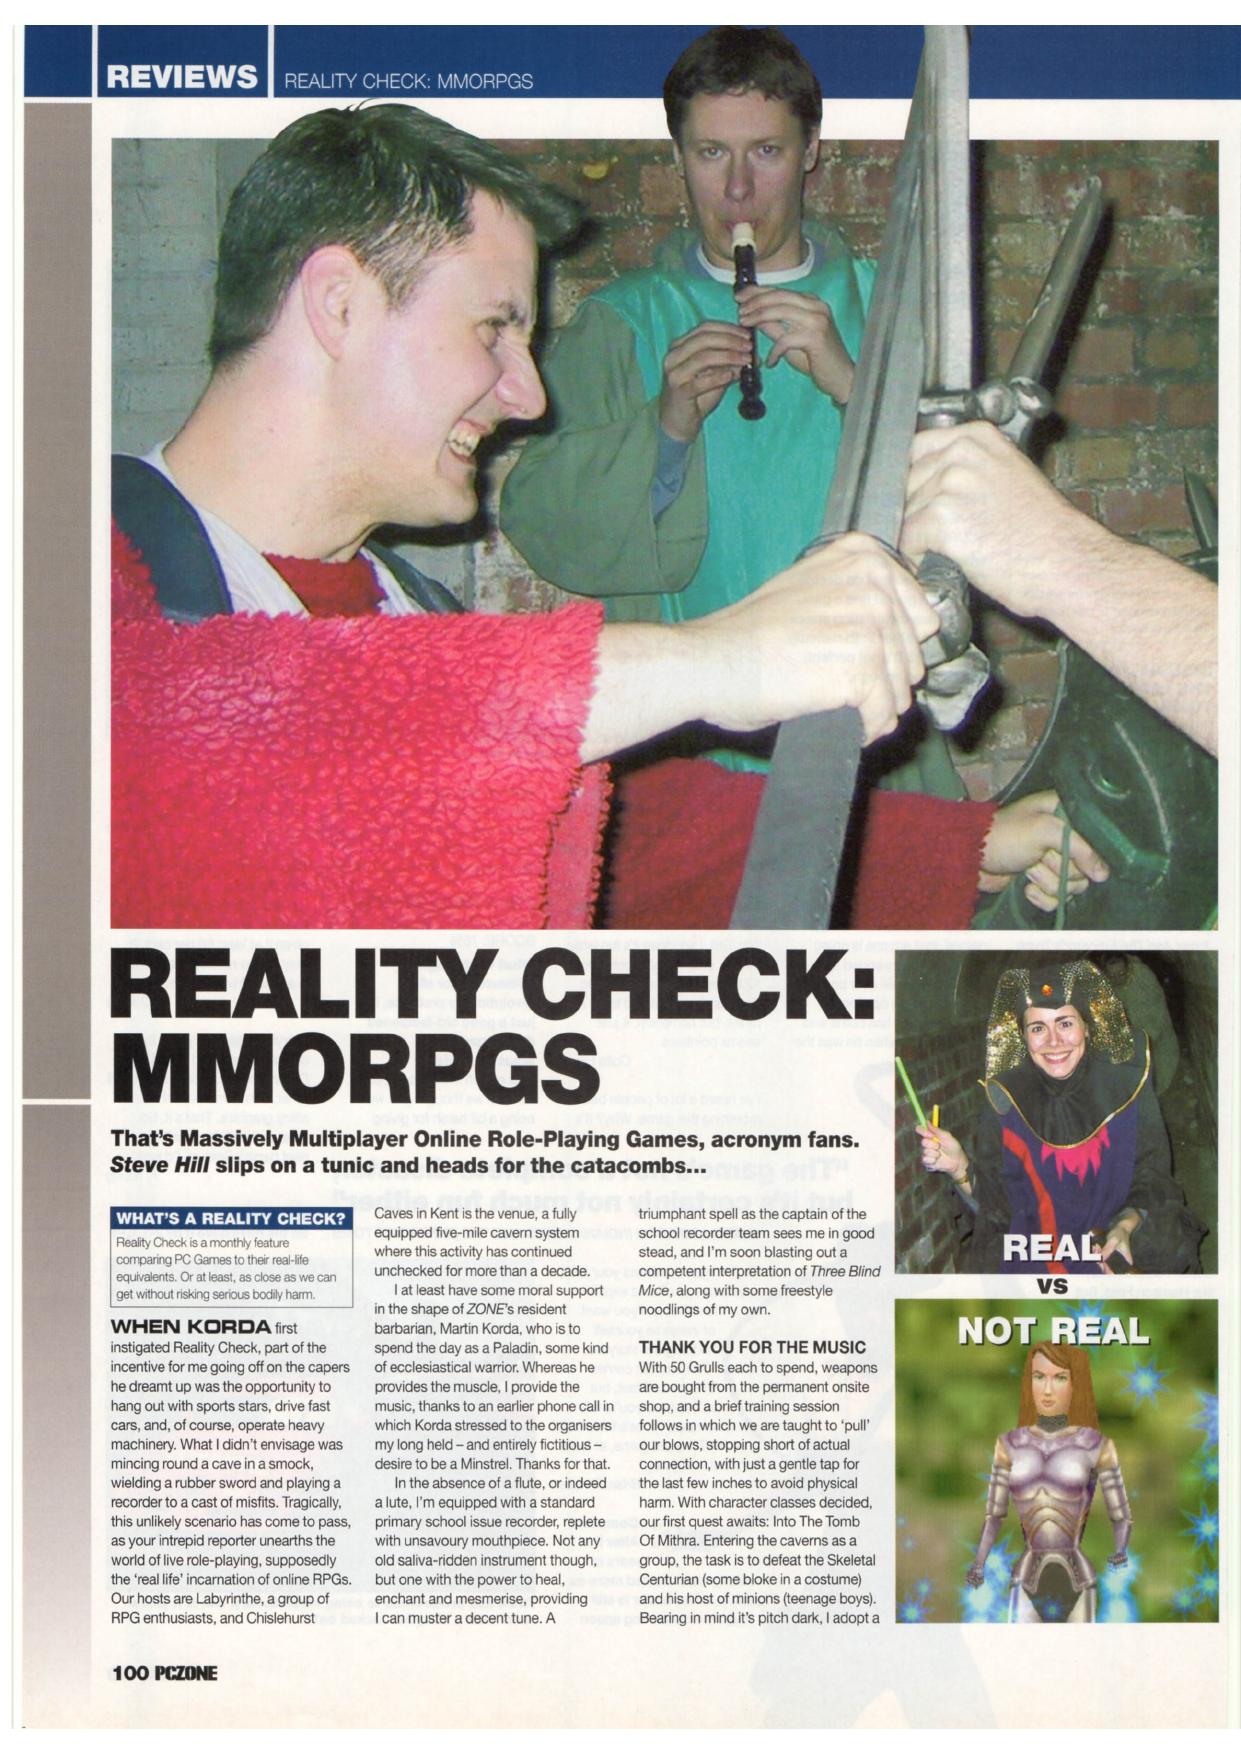 REVIEWS
REALITY CHECK: MMORPGS
REALITY CHECK:
MMORPGS
That's Massively Multiplayer Online Role-Playing Games, acronym fans.
Steve Hill slips on a tunic and heads for the catacombs...
WHAT'S A REALITY CHECK?
Reality Check is a monthly feature
comparing PC Games to their real-life
equivalents. Or at least, as close as we can
get without risking serious bodily harm.
WHEN KORDA first
instigated Reality Check, part of the
incentive for me going off on the capers
he dreamt up was the opportunity to
hang out with sports stars, drive fast
cars, and, of course, operate heavy
machinery. What I didn't envisage was
mincing round a cave in a smock,
wielding a rubber sword and playing a
recorder to a cast of misfits. Tragically,
this unlikely scenario has come to pass,
as your intrepid reporter unearths the
world of live role-playing, supposedly
the 'real life' incarnation of online RPGs.
Our hosts are Labyrinthe, a group of
RPG enthusiasts, and Chislehurst
Caves in Kent is the venue, a fully
equipped five-mile cavern system
where this activity has continued
unchecked for more than a decade.
I at least have some moral support
in the shape of ZONE's resident
barbarian, Martin Korda, who is to
spend the day as a Paladin, some kind
of ecclesiastical warrior. Whereas he
provides the muscle, I provide the
music, thanks to an earlier phone call in
which Korda stressed to the organisers
my long held – and entirely fictitious –
desire to be a Minstrel. Thanks for that.
In the absence of a flute, or indeed
a lute, I'm equipped with a standard
primary school issue recorder, replete
with unsavoury mouthpiece. Not any
old saliva-ridden instrument though,
but one with the power to heal,
enchant and mesmerise, providing
I can muster a decent tune. A
triumphant spell as the captain of the
school recorder team sees me in good
stead, and I'm soon blasting out a
competent interpretation of Three Blind
Mice, along with some freestyle
noodlings of my own.
THANK YOU FOR THE MUSIC
With 50 Grulls each to spend, weapons
are bought from the permanent onsite
shop, and a brief training session
follows in which we are taught to 'pull'
our blows, stopping short of actual
connection, with just a gentle tap for
the last few inches to avoid physical
harm. With character classes decided,
our first quest awaits: Into The Tomb
Of Mithra. Entering the caverns as a
group, the task is to defeat the Skeletal
Centurian (some bloke in a costume)
and his host of minions (teenage boys).
Bearing in mind it's pitch dark, I adopt a
REAL
VS
NOT REAL
100 PCZONE